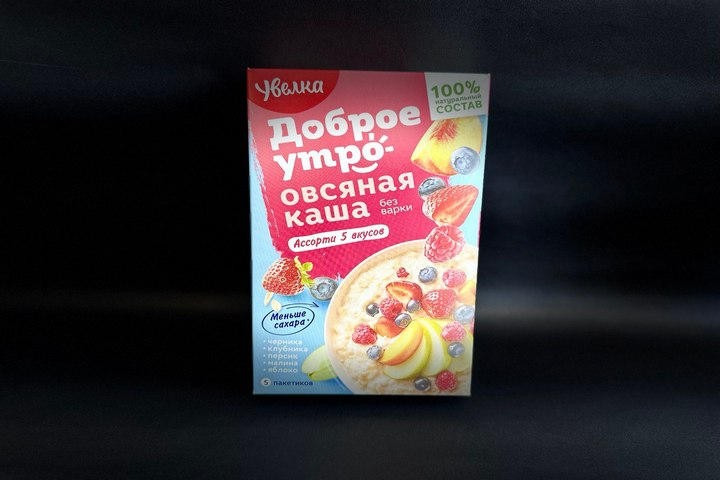 Увелка
100%
натуральный
СОСТАВ
Доброе
утро
овсяная
каша
без
варки
Ассорти 5 вкусов
Меньше
сахара*
• черника
• клубника
• персик
• малина
• яблоко
5 пакетиков